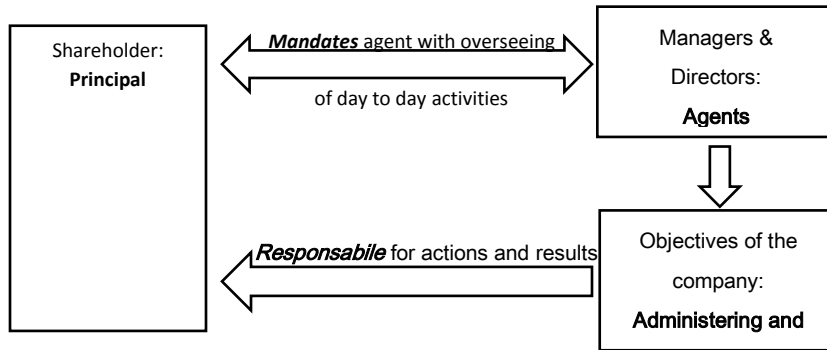 Shareholder:
Principal
Mandates agent with overseeing
of day to day activities
Managers &
Directors:
Agents
Responsabile for actions and results
Objectives of the
company:
Administering and